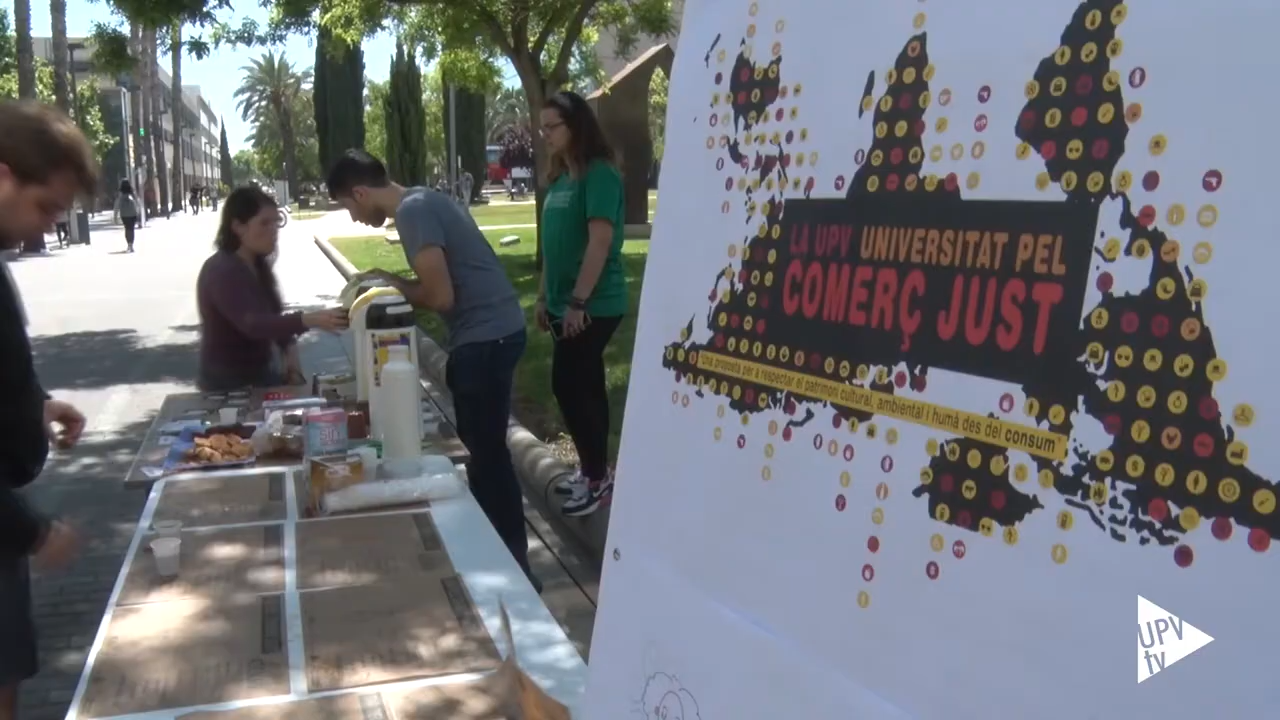 LA UPV UNIVERSITAT PEL
COMERÇ JUST
"Una proposta per a respectar el patrimoni cultural, ambiental i humà des del consum"
UPV
tv